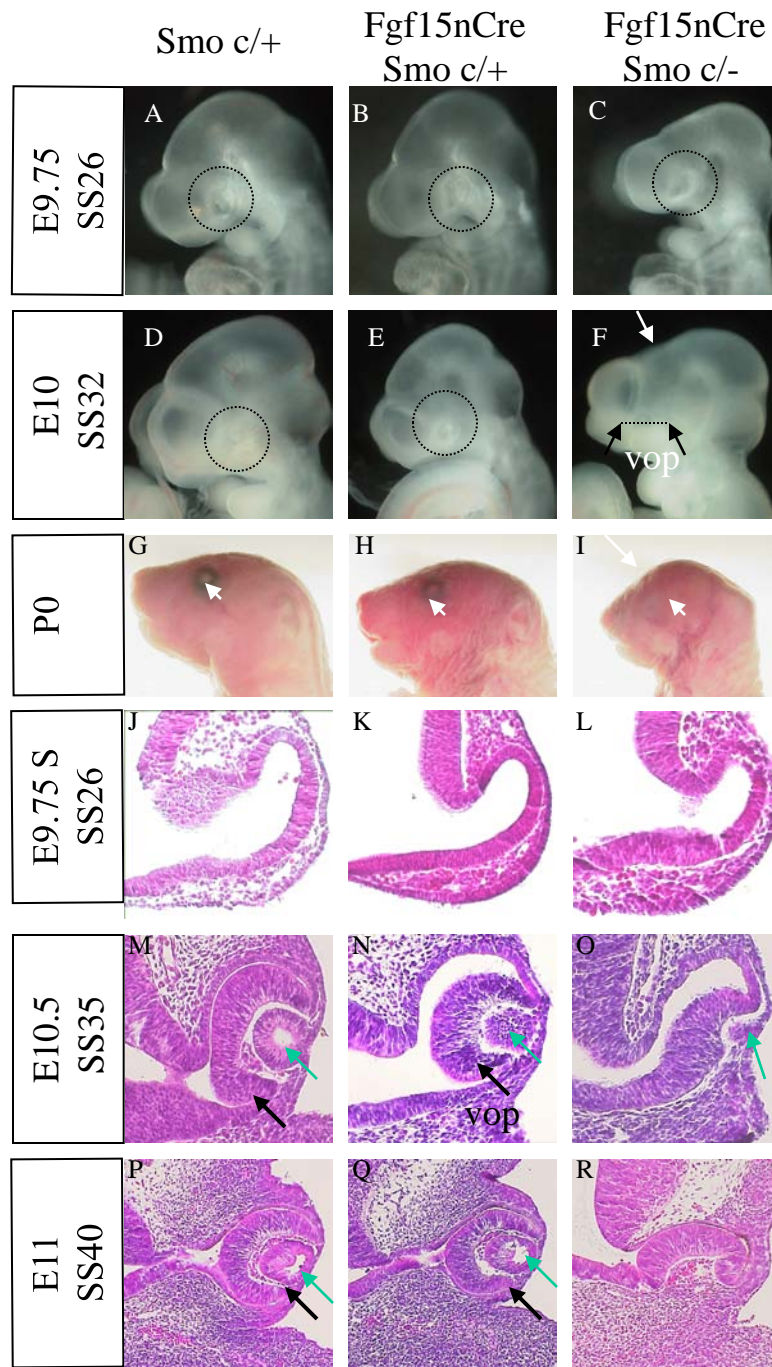 Smo c/+
Fgf15nCre
Smo c/+
Fgf15nCre
Smo c/-
E9.75
SS26
A
B
C
E10
SS32
D
E
F
vop
P0
G
H
I
E9.75 S
SS26
J
K
L
E10.5
SS35
M
N
O
vop
E11
SS40
P
Q
R